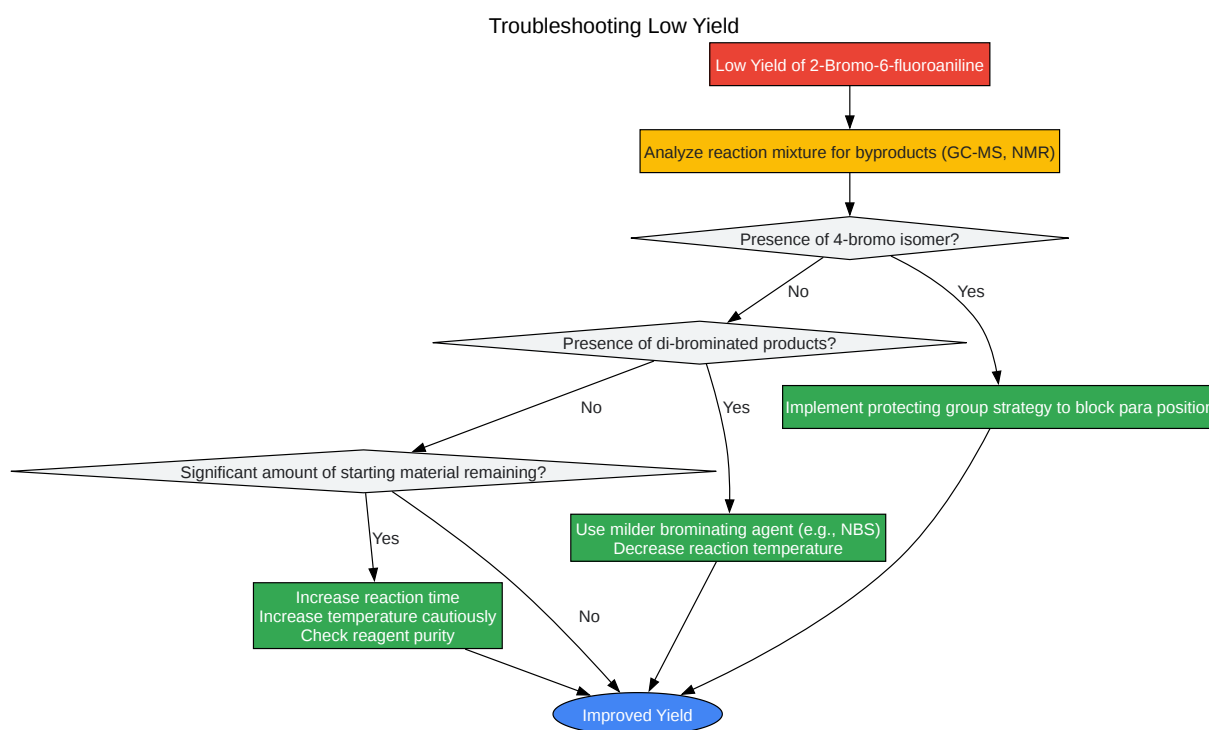 Troubleshooting Low Yield
Low Yield of 2-Bromo-6-fluoroaniline
Analyze reaction mixture for byproducts (GC-MS, NMR)
Presence of 4-bromo isomer?
No
Yes
Presence of di-brominated products?
No
Yes
Implement protecting group strategy to block para position
Significant amount of starting material remaining?
Yes
No
Use milder brominating agent (e.g., NBS)
Decrease reaction temperature
Increase reaction time
Increase temperature cautiously
Check reagent purity
Improved Yield